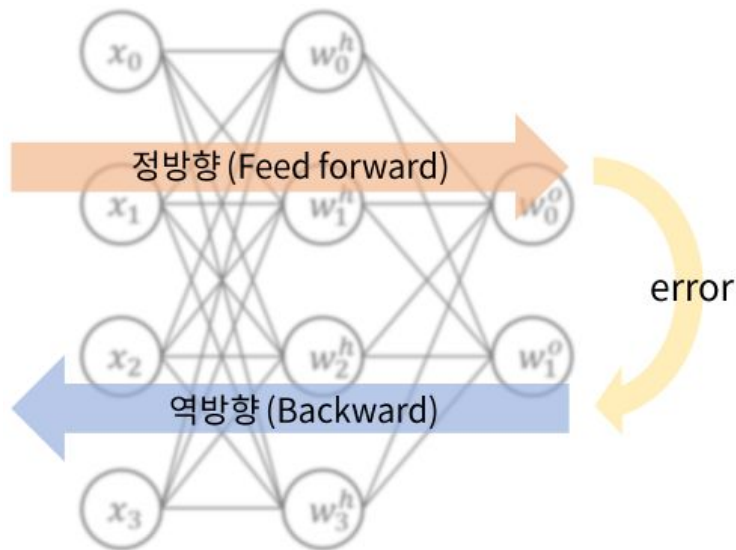 x₀ w₀ʰ
정방향 (Feed forward)
x₁ w₁ʰ w₀ᵒ
error
x₂ w₂ʰ w₁ᵒ
역방향 (Backward)
x₃ w₃ʰ